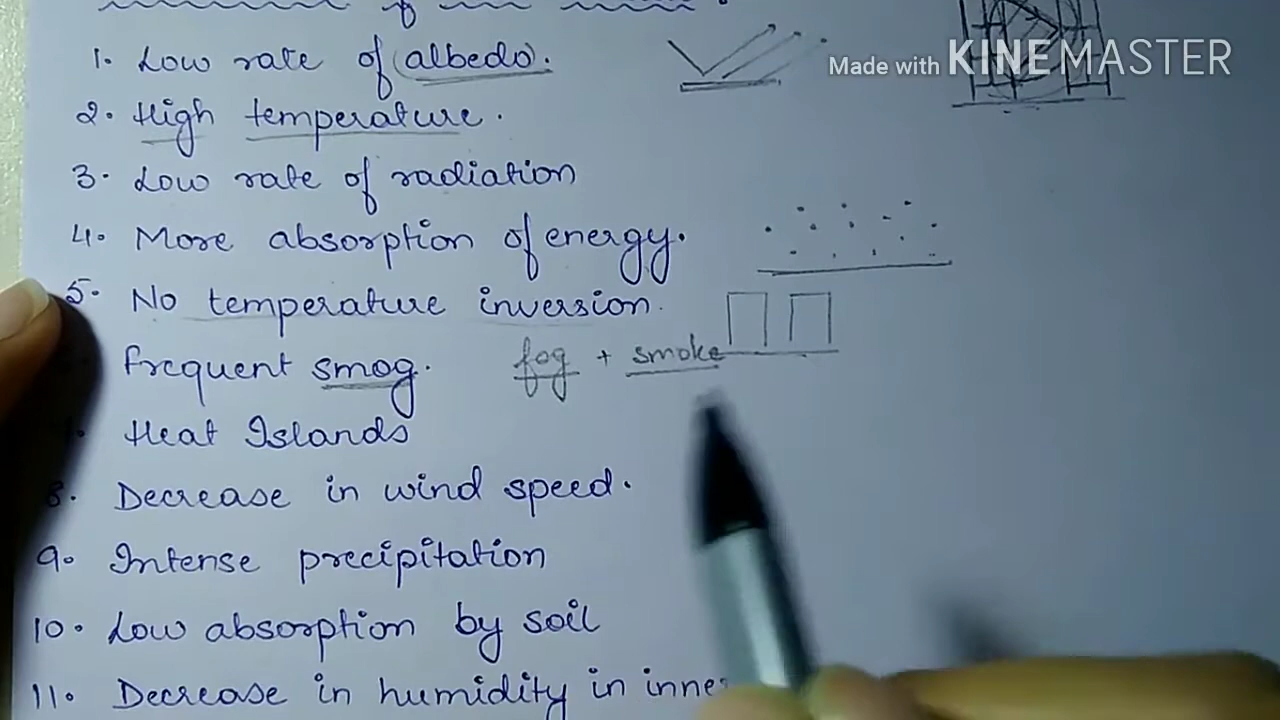 of
1. Low rate of albedo.
Made with KINEMASTER
2. High temperature.
3. Low rate of radiation
4. More absorption of energy.
5. No temperature inversion.
Frequent smog. fog + smoke
Heat Islands
8. Decrease in wind speed.
9. Intense precipitation
10. Low absorption by soil
11. Decrease in humidity in